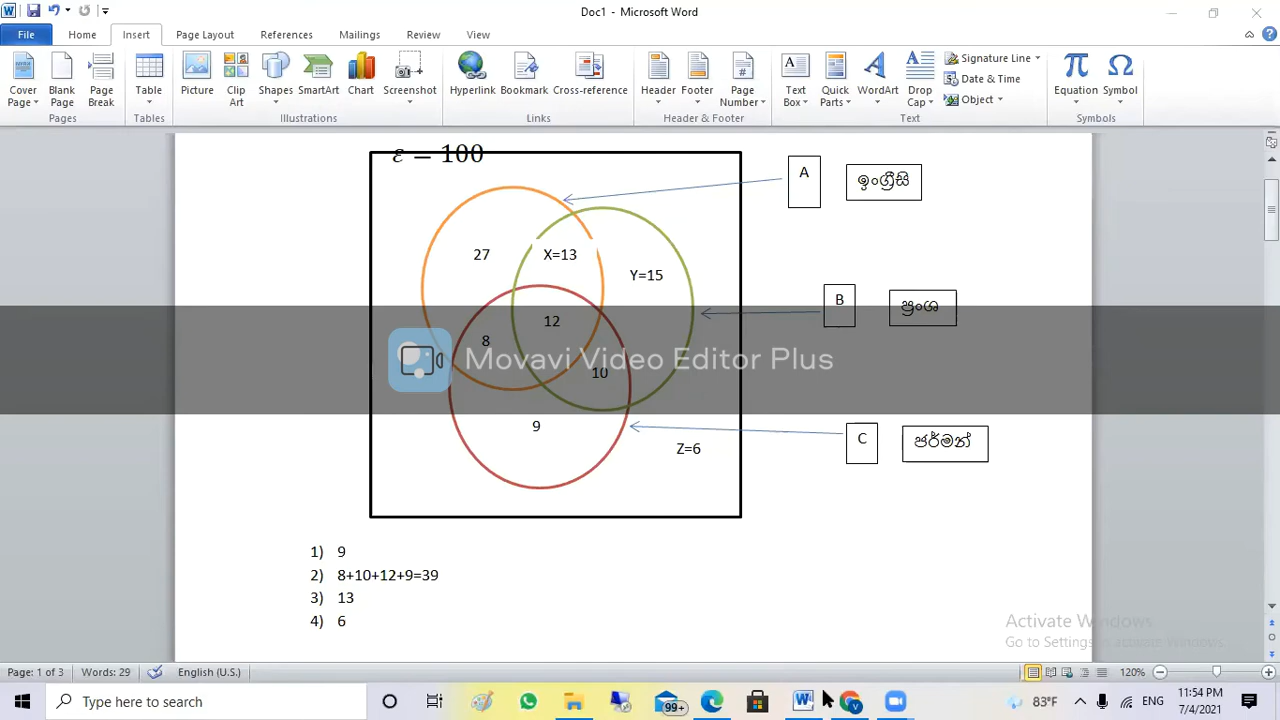 Doc1 - Microsoft Word
File Home Insert Page Layout References Mailings Review View
Cover Page Blank Page Page Break Table Picture Clip Art Shapes SmartArt Chart Screenshot Hyperlink Bookmark Cross-reference Header Footer Page Number Text Box Quick Parts WordArt Drop Cap Signature Line Date & Time Object Equation Symbol
Pages Tables Illustrations Links Header & Footer Text Symbols
ε = 100
A ඉංග්‍රීසි
27 X=13 Y=15
B ප්‍රංශ
12
8
Movavi Video Editor Plus
10
9
C ජර්මන්
Z=6
1) 9
2) 8+10+12+9=39
3) 13
4) 6
Activate Windows
Go to Settings to activate Windows.
Page: 1 of 3 Words: 29 English (U.S.) 120%
Type here to search 99+ 83°F ENG 11:54 PM
7/4/2021